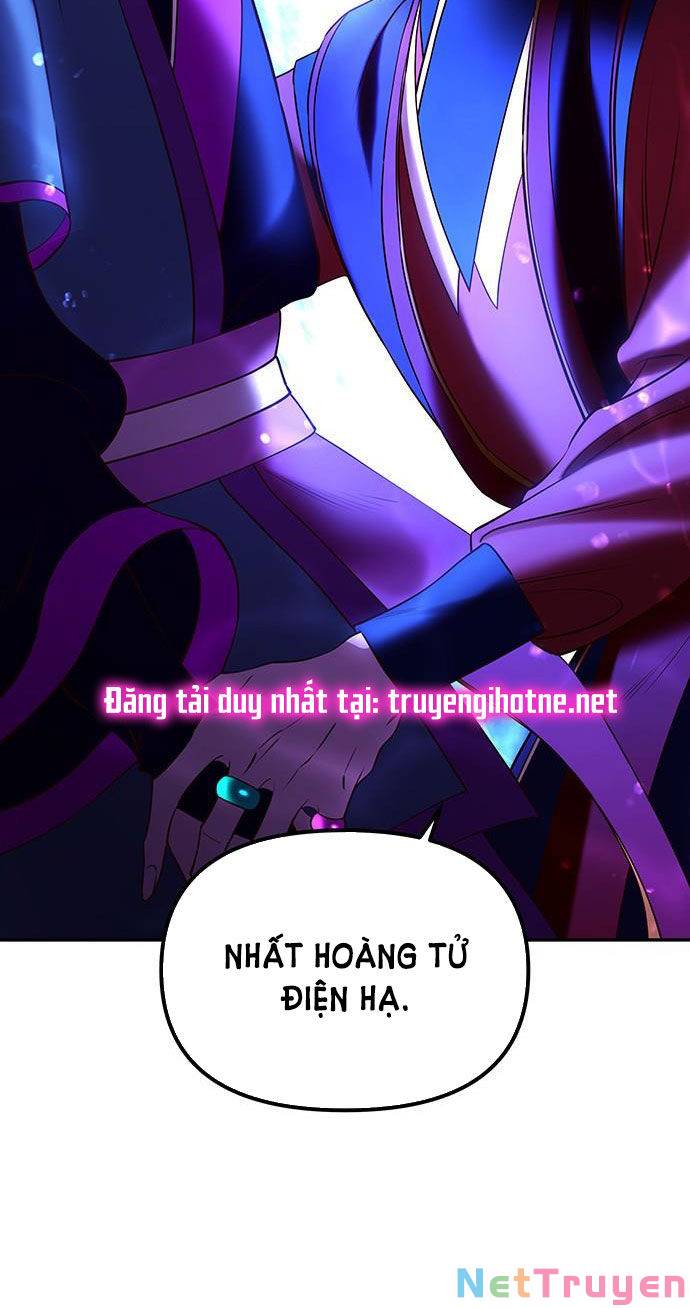 Đăng tải duy nhất tại: truyengihotne.net
NHẤT HOÀNG TỬ
ĐIỆN HẠ.
NetTruyen